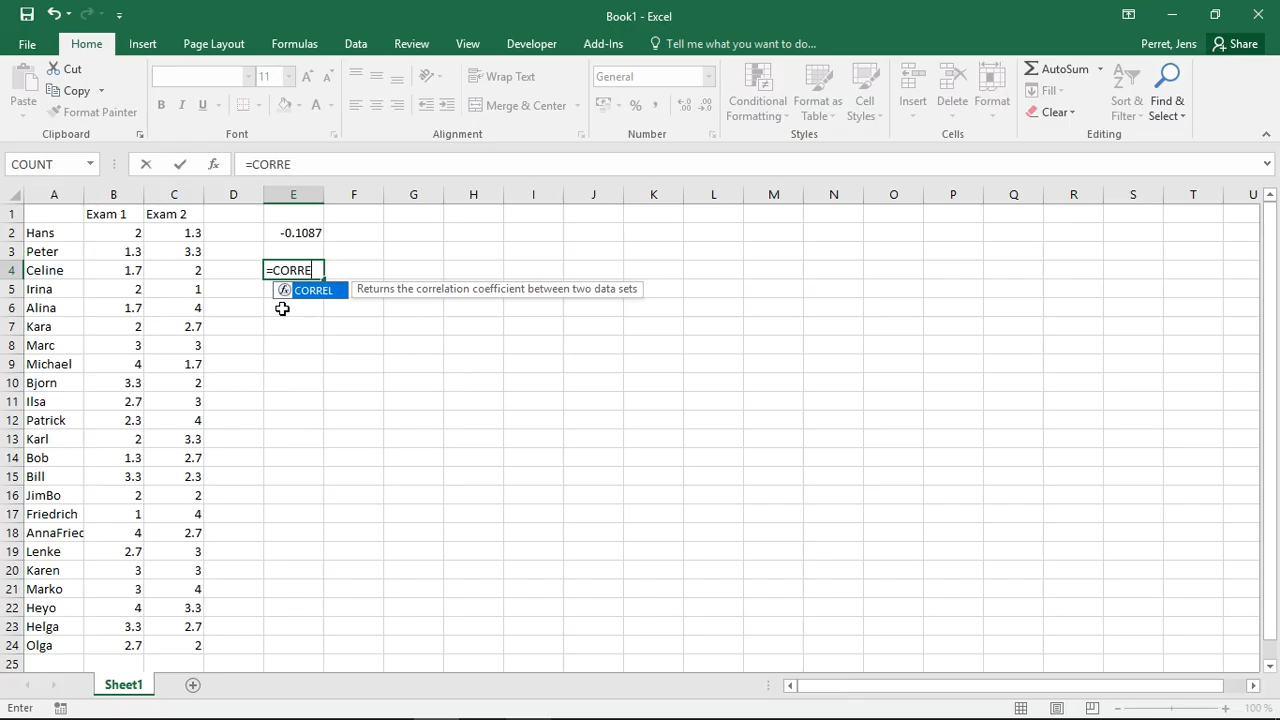 Book1 - Excel
File Home Insert Page Layout Formulas Data Review View Developer Add-Ins Tell me what you want to do... Perret, Jens Share
Paste
Cut
Copy
Format Painter
Clipboard
11
B I U A
Font
Wrap Text
Merge & Center
Alignment
General
%
Number
Conditional Formatting
Format as Table
Cell Styles
Styles
Insert
Delete
Format
Cells
AutoSum
Fill
Clear
Sort & Filter
Find & Select
Editing
COUNT fx =CORRE
A B C D E F G H I J K L M N O P Q R S T U
1 Exam 1 Exam 2
2 Hans 2 1.3 -0.1087
3 Peter 1.3 3.3
4 Celine 1.7 2 =CORRE
5 Irina 2 1 CORREL Returns the correlation coefficient between two data sets
6 Alina 1.7 4
7 Kara 2 2.7
8 Marc 3 3
9 Michael 4 1.7
10 Bjorn 3.3 2
11 Ilsa 2.7 3
12 Patrick 2.3 4
13 Karl 2 3.3
14 Bob 1.3 2.7
15 Bill 3.3 2.3
16 JimBo 2 2
17 Friedrich 1 4
18 AnnaFried 4 2.7
19 Lenke 2.7 3
20 Karen 3 3
21 Marko 3 4
22 Heyo 4 3.3
23 Helga 3.3 2.7
24 Olga 2.7 2
25
Sheet1
Enter 100 %